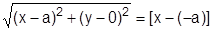 √((x – a)² + (y – 0)²) = [x – (–a)]